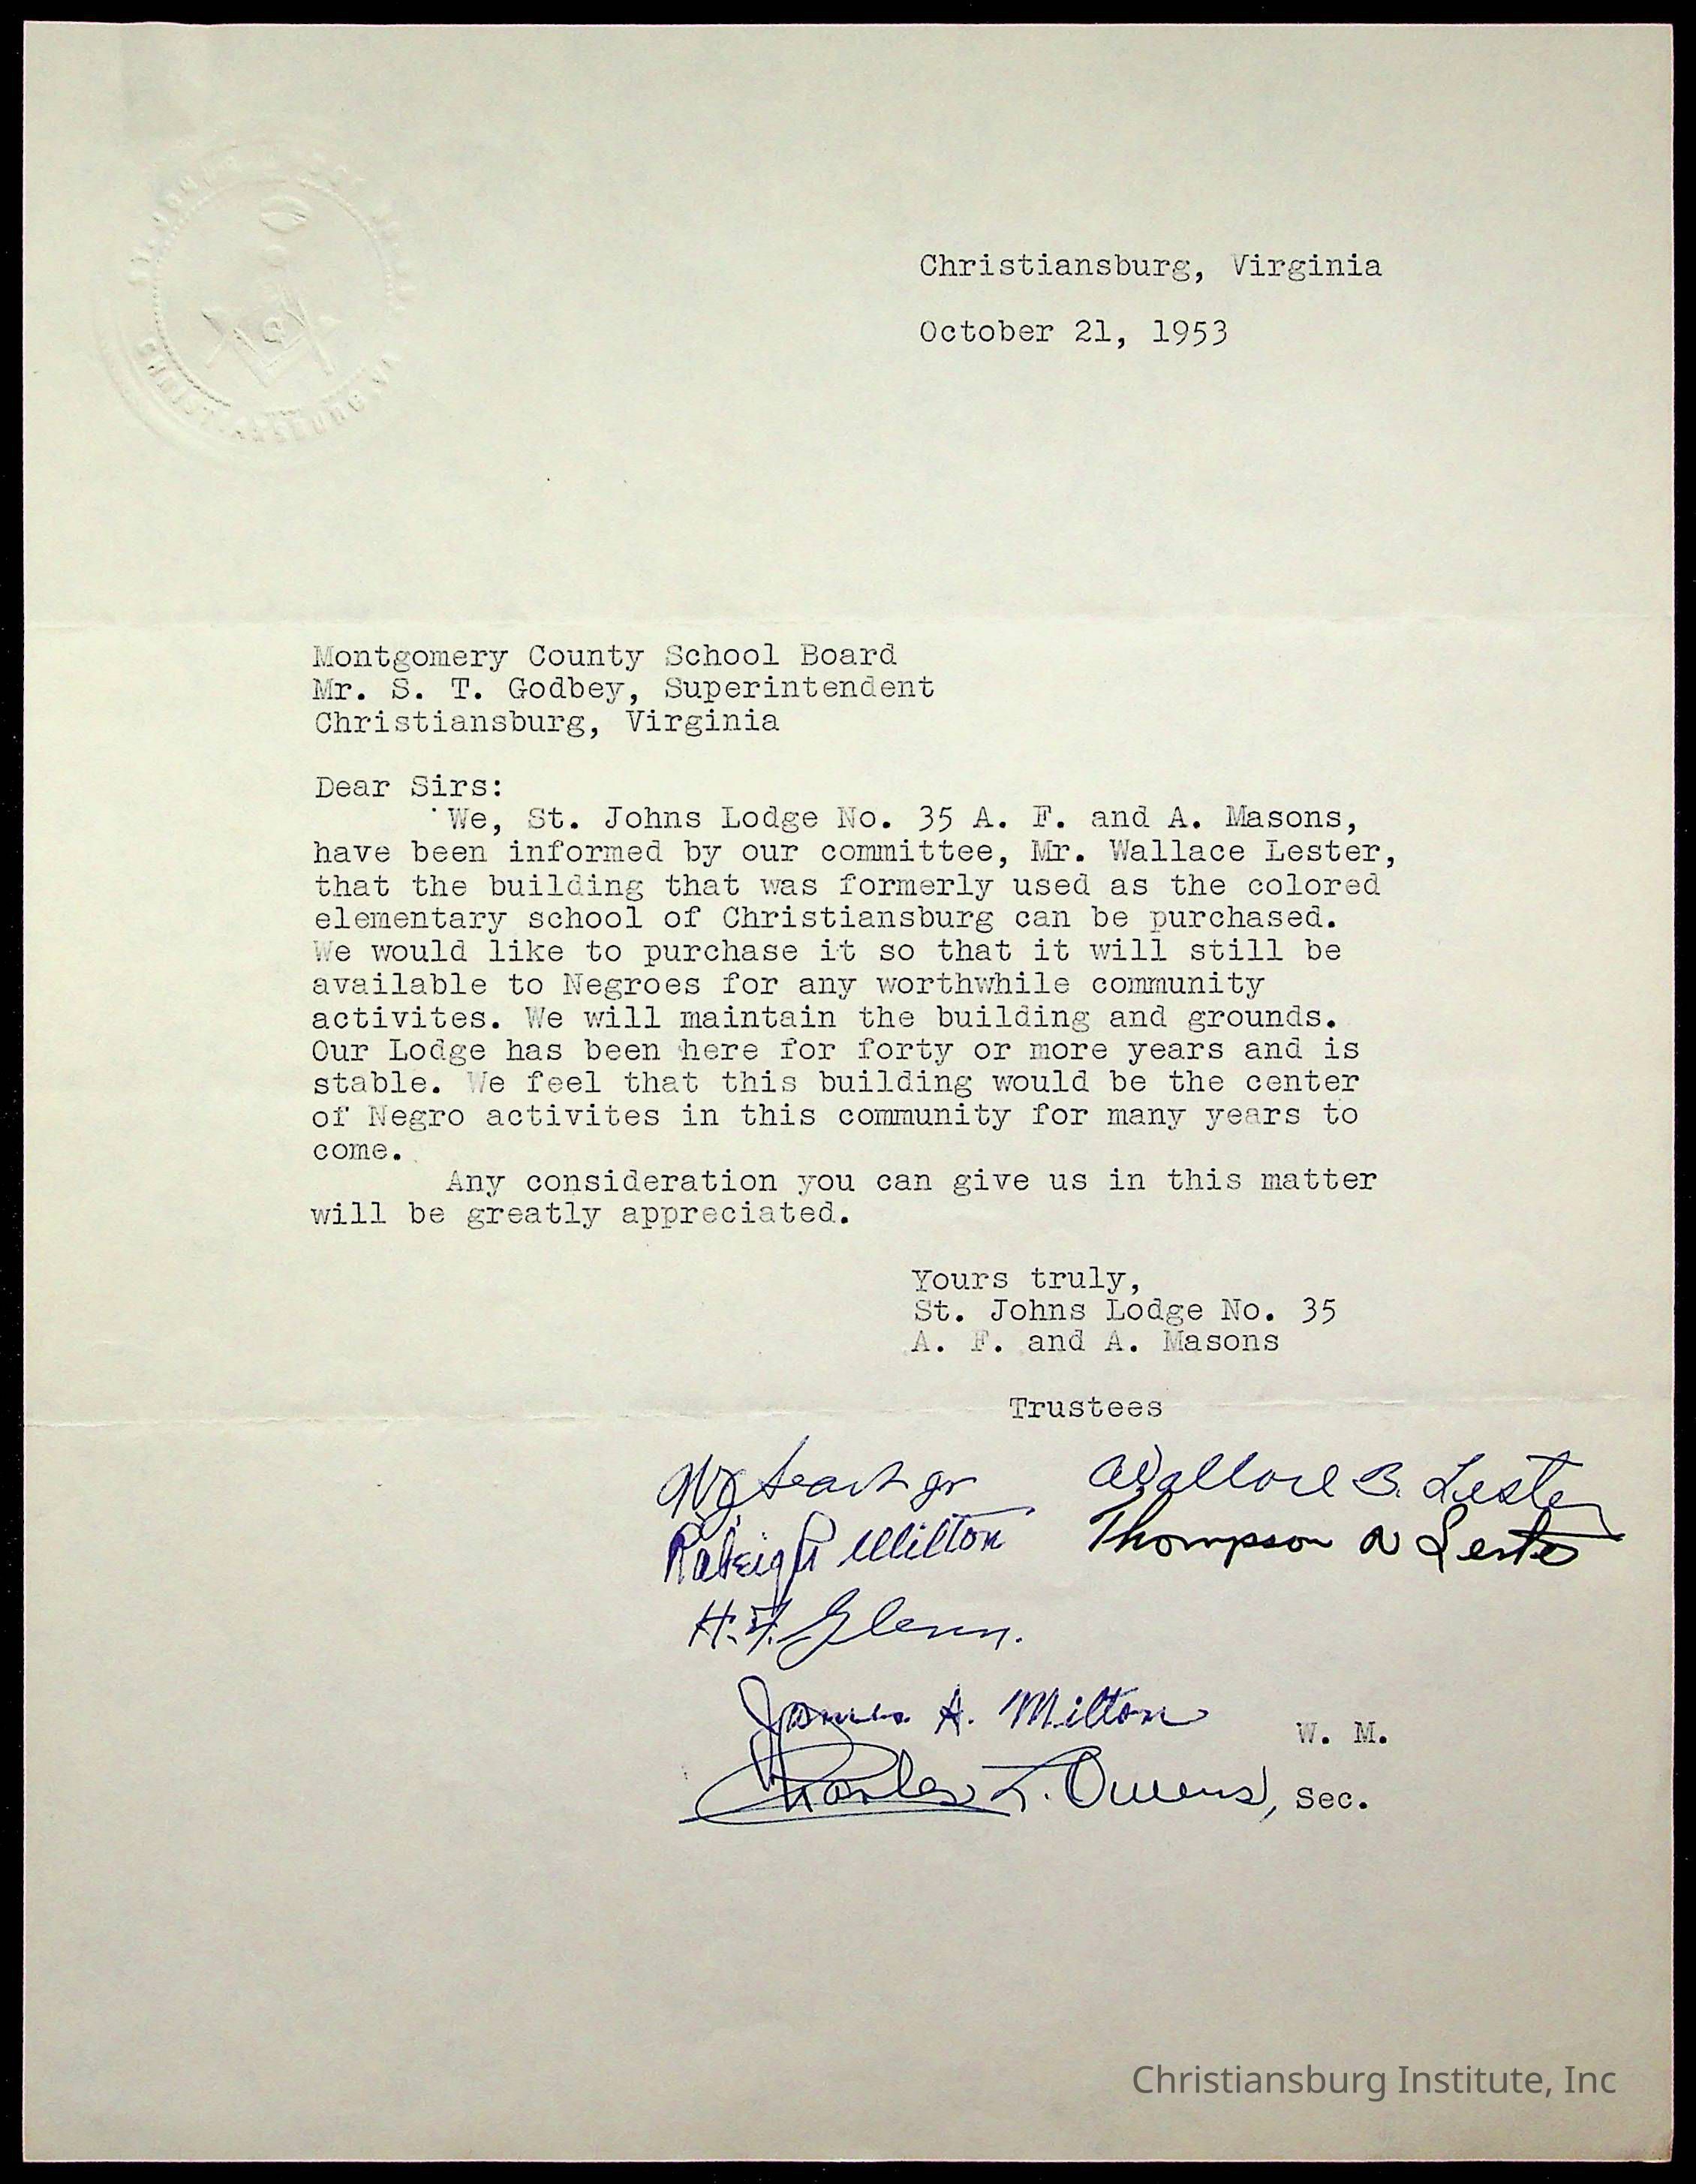 Christiansburg, Virginia
October 21, 1953
Montgomery County School Board
Mr. S. T. Godbey, Superintendent
Christiansburg, Virginia
Dear Sirs:
We, St. Johns Lodge No. 35 A. F. and A. Masons,
have been informed by our committee, Mr. Wallace Lester,
that the building that was formerly used as the colored
elementary school of Christiansburg can be purchased.
We would like to purchase it so that it will still be
available to Negroes for any worthwhile community
activites. We will maintain the building and grounds.
Our Lodge has been here for forty or more years and is
stable. We feel that this building would be the center
of Negro activites in this community for many years to
come.
Any consideration you can give us in this matter
will be greatly appreciated.
Yours truly,
St. Johns Lodge No. 35
A. F. and A. Masons
Trustees
Jr
Wallace B. Lester
Raleigh Milton
Thompson N Lester
H. F. Glenn.
James A. Milton W. M.
Charles L. Owens, Sec.
Christiansburg Institute, Inc